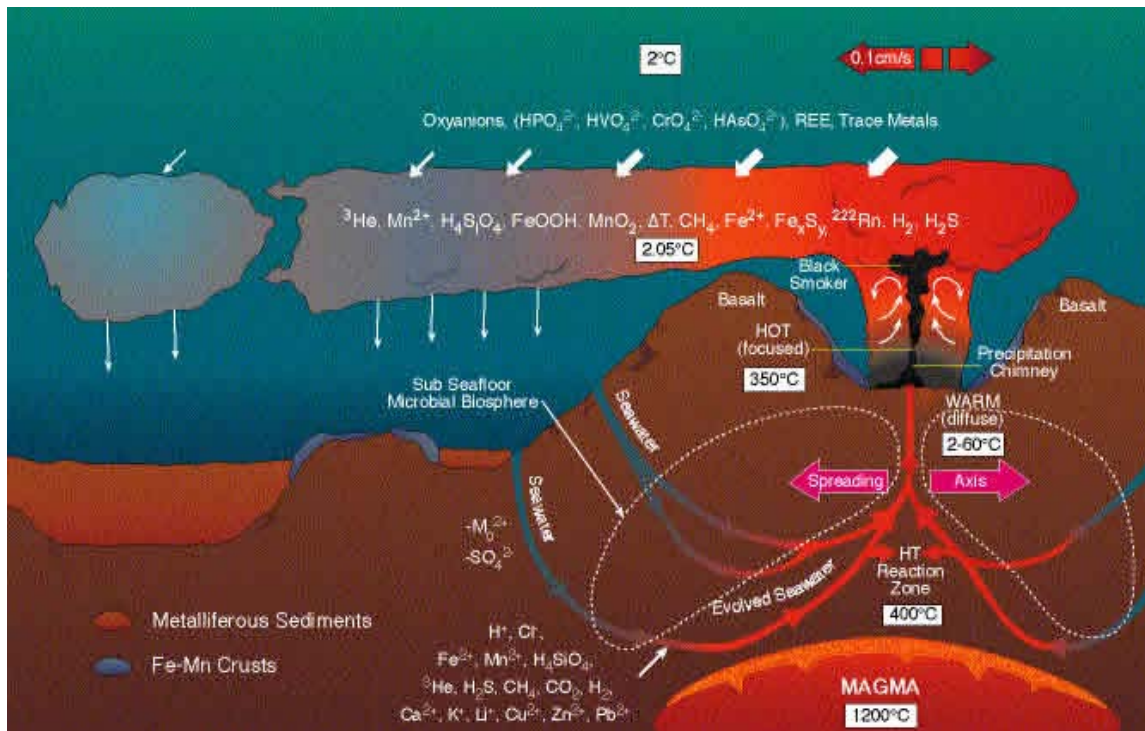 2°C
0.1cm/s
Oxyanions, (HPO₄²⁻, HVO₄²⁻, CrO₄²⁻, HAsO₄²⁻), REE, Trace Metals
³He, Mn²⁺, H₄SiO₄, FeOOH, MnO₂, ΔT, CH₄, Fe²⁺, FeₓSᵧ, ²²²Rn, H₂, H₂S
2.05°C
Black
Smoker
Basalt
Basalt
HOT
(focused)
350°C
Precipitation
Chimney
Sub Seafloor
Microbial Biosphere
WARM
(diffuse)
2-60°C
Seawater
Seawater
Spreading
Axis
-SO₄²⁻
HT
Reaction
Zone
400°C
Evolved Seawater
Metalliferous Sediments
Fe-Mn Crusts
H⁺, Cl⁻,
Fe²⁺, Mn²⁺, H₄SiO₄,
³He, H₂S, CH₄, CO₂, H₂,
Ca²⁺, K⁺, Li⁺, Cu²⁺, Zn²⁺, Pb²⁺
MAGMA
1200°C